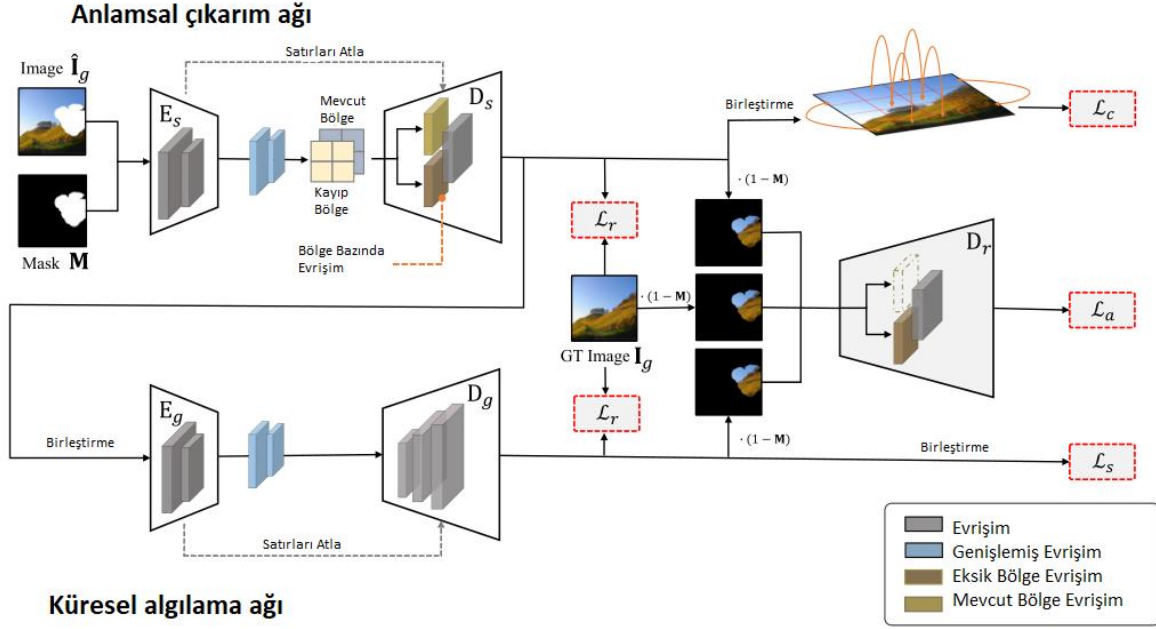 Anlamsal çıkarım ağı
Satırları Atla
Image Î_g
E_s
Mevcut
Bölge
D_s
Birleştirme
ℒ_c
Kayıp
Bölge
· (1 − M)
ℒ_r
Mask M
Bölge Bazında
Evrişim
D_r
· (1 − M)
ℒ_a
GT Image I_g
E_g
D_g
ℒ_r
Birleştirme
· (1 − M)
Birleştirme
ℒ_s
Satırları Atla
Evrişim
Genişlemiş Evrişim
Eksik Bölge Evrişim
Mevcut Bölge Evrişim
Küresel algılama ağı